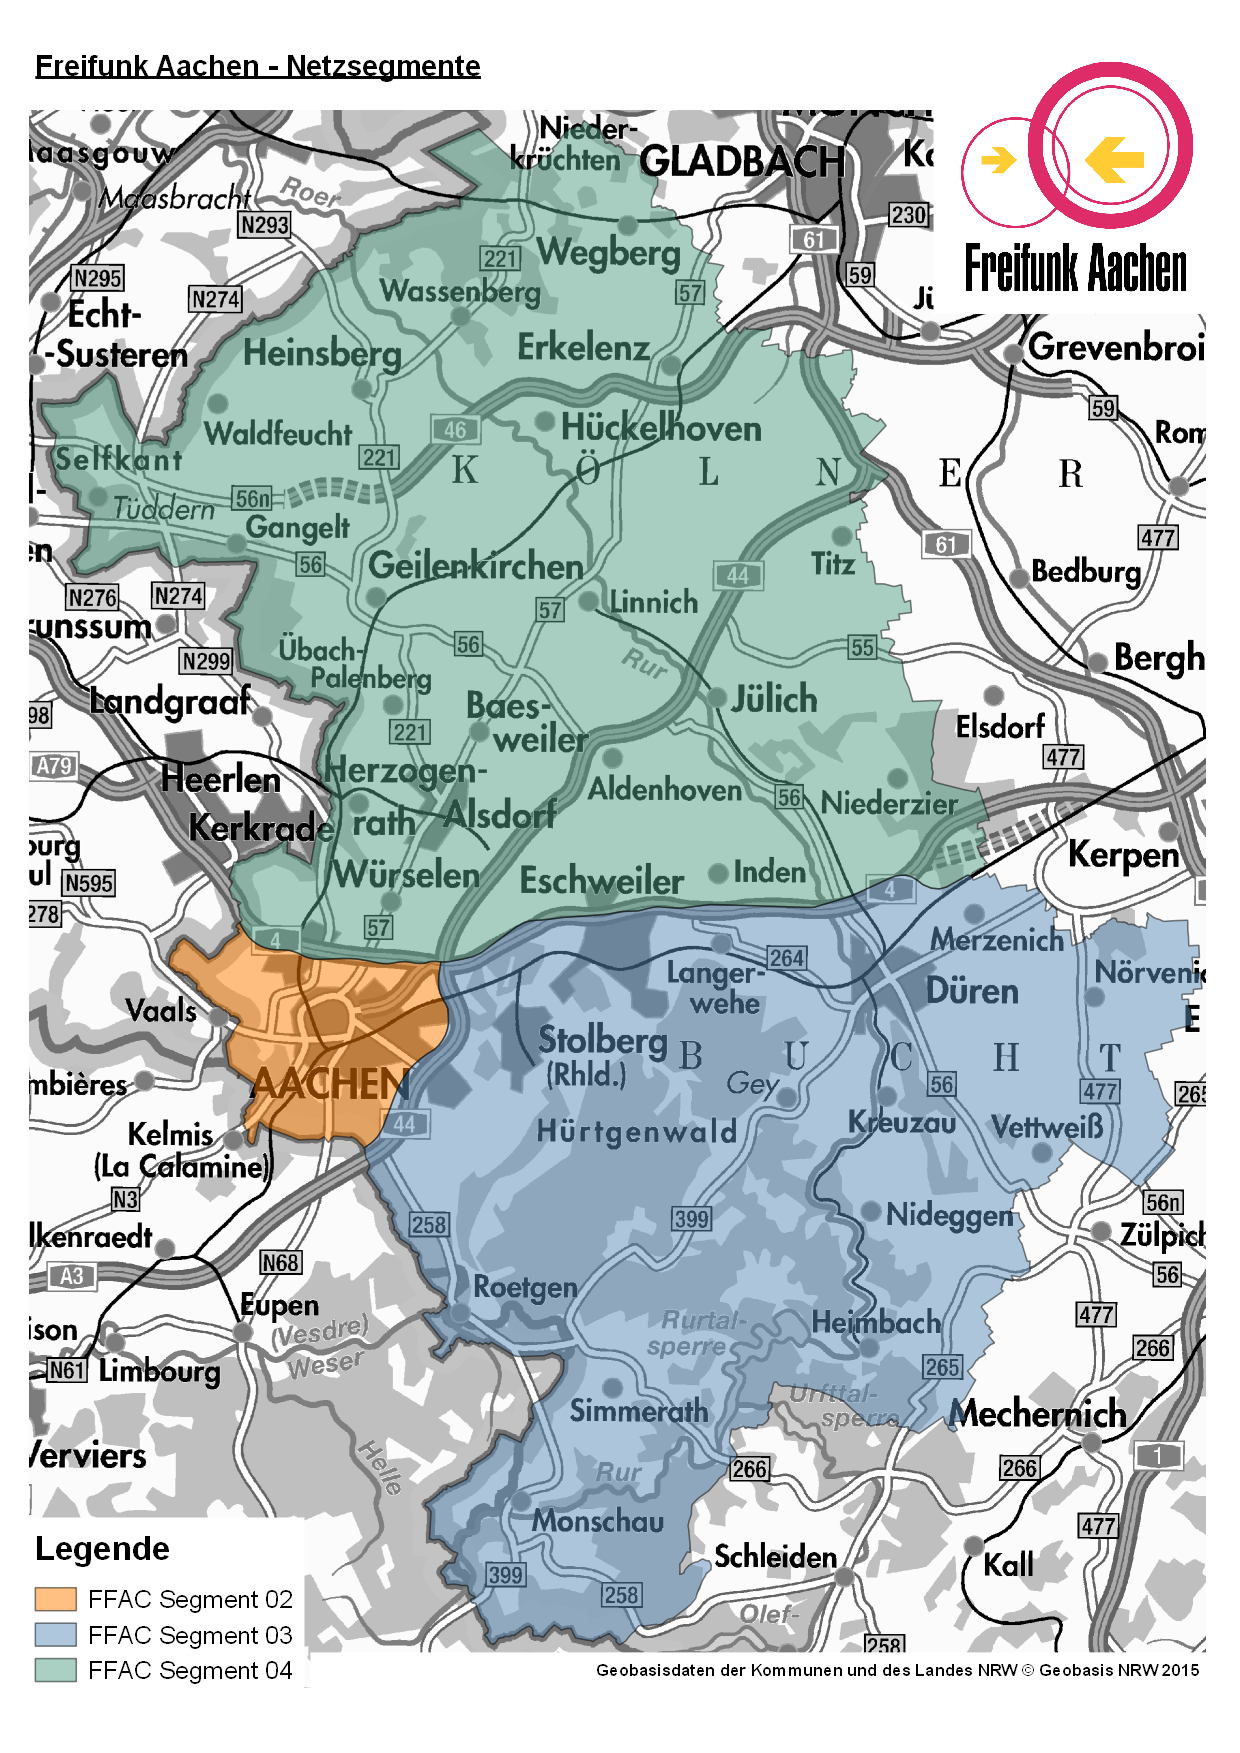 Freifunk Aachen - Netzsegmente
Freifunk Aachen
Nieder-
krüchten
GLADBACH
Maasbracht
Roer
N293
230
61
59
Wegberg
221
57
N295
N274
Echt-
-Susteren
Wassenberg
Heinsberg
Erkelenz
Grevenbroi
59
Waldfeucht
46
Hückelhoven
Rom
221
Selfkant
K Ö L N E R
Tüddern
56n
Gangelt
56
61
477
Titz
Geilenkirchen
44
Bedburg
N276
N274
57
Linnich
unssum
56
Rur
55
Übach-
Palenberg
N299
Bergh
Landgraaf
98
Baes-
weiler
Jülich
Elsdorf
221
477
A79
Heerlen
Herzogen-
rath
Aldenhoven
56
Niederzier
Kerkrade
Alsdorf
Kerpen
N595
Würselen
Eschweiler
Inden
4
278
57
4
Merzenich
264
Langer-
wehe
Düren
Nörveni
Vaals
Stolberg
(Rhld.)
B U C H T
E
AACHEN
Gey
56
477
265
44
Hürtgenwald
Kreuzau
Vettweiß
Kelmis
(La Calamine)
N3
56n
258
399
Nideggen
Zülpich
lkenraedt
A3
N68
56
Roetgen
Eupen
(Vesdre)
Weser
Rurtal-
sperre
Heimbach
477
ison
266
N61
Limbourg
265
Urfttal-
sperre
Simmerath
Mechernich
Verviers
Helle
Rur
266
266
1
Monschau
477
Schleiden
Kall
399
258
Olef-
258
Legende
FFAC Segment 02
FFAC Segment 03
FFAC Segment 04
Geobasisdaten der Kommunen und des Landes NRW © Geobasis NRW 2015